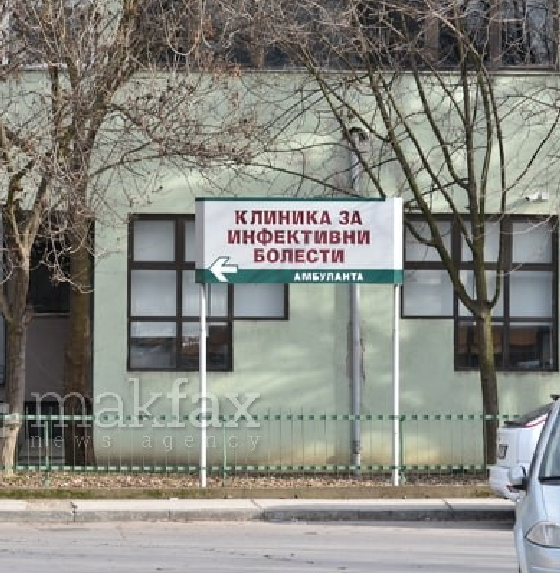 КЛИНИКА ЗА
ИНФЕКТИВНИ
БОЛЕСТИ
АМБУЛАНТА
makfax
news agency